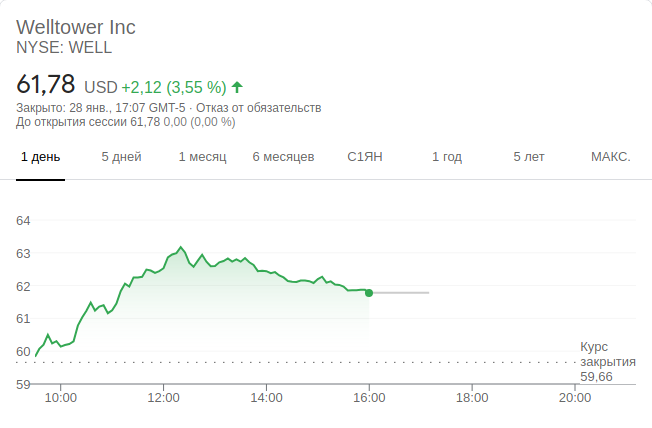 Welltower Inc
NYSE: WELL
61,78 USD +2,12 (3,55 %)
Закрыто: 28 янв., 17:07 GMT-5 · Отказ от обязательств
До открытия сессии 61,78 0,00 (0,00 %)
1 день 5 дней 1 месяц 6 месяцев С1ЯН 1 год 5 лет МАКС.
64
63
62
61
60
Курс
закрытия
59,66
59
10:00 12:00 14:00 16:00 18:00 20:00